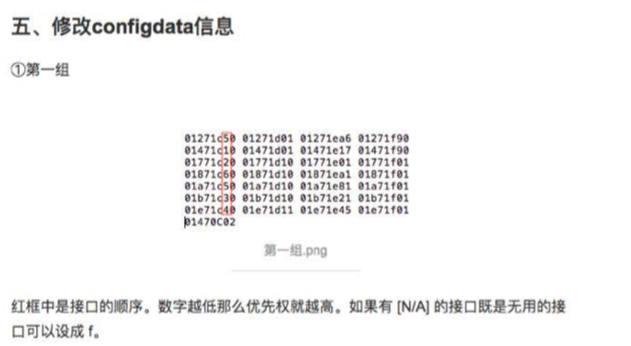 五、修改configdata信息
①第一组
01271c50 01271d01 01271ea6 01271f90
01471c10 01471d01 01471e17 01471f90
01771c20 01771d10 01771e01 01771f01
01871c60 01871d10 01871ea1 01871f01
01a71c50 01a71d10 01a71e81 01a71f01
01b71c30 01b71d10 01b71e21 01b71f01
01e71c40 01e71d11 01e71e45 01e71f01
01470C02
第一组.png
红框中是接口的顺序。数字越低那么优先权就越高。如果有 [N/A] 的接口既是无用的接
口可以设成 f。